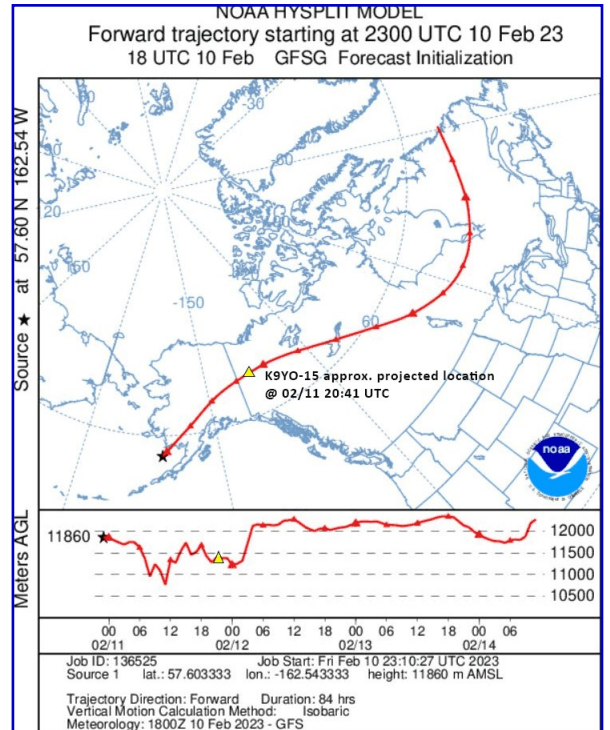 NOAA HYSPLIT MODEL
Forward trajectory starting at 2300 UTC 10 Feb 23
18 UTC 10 Feb GFSG Forecast Initialization
Source ★ at 57.60 N 162.54 W
-30
-60
-150
60
K9YO-15 approx. projected location
@ 02/11 20:41 UTC
noaa
Meters AGL
11860
12000
11500
11000
10500
00 06 12 18 00 06 12 18 00 06 12 18 00 06
02/11 02/12 02/13 02/14
Job ID: 136525 Job Start: Fri Feb 10 23:10:27 UTC 2023
Source 1 lat.: 57.603333 lon.: -162.543333 height: 11860 m AMSL
Trajectory Direction: Forward Duration: 84 hrs
Vertical Motion Calculation Method: Isobaric
Meteorology: 1800Z 10 Feb 2023 - GFS